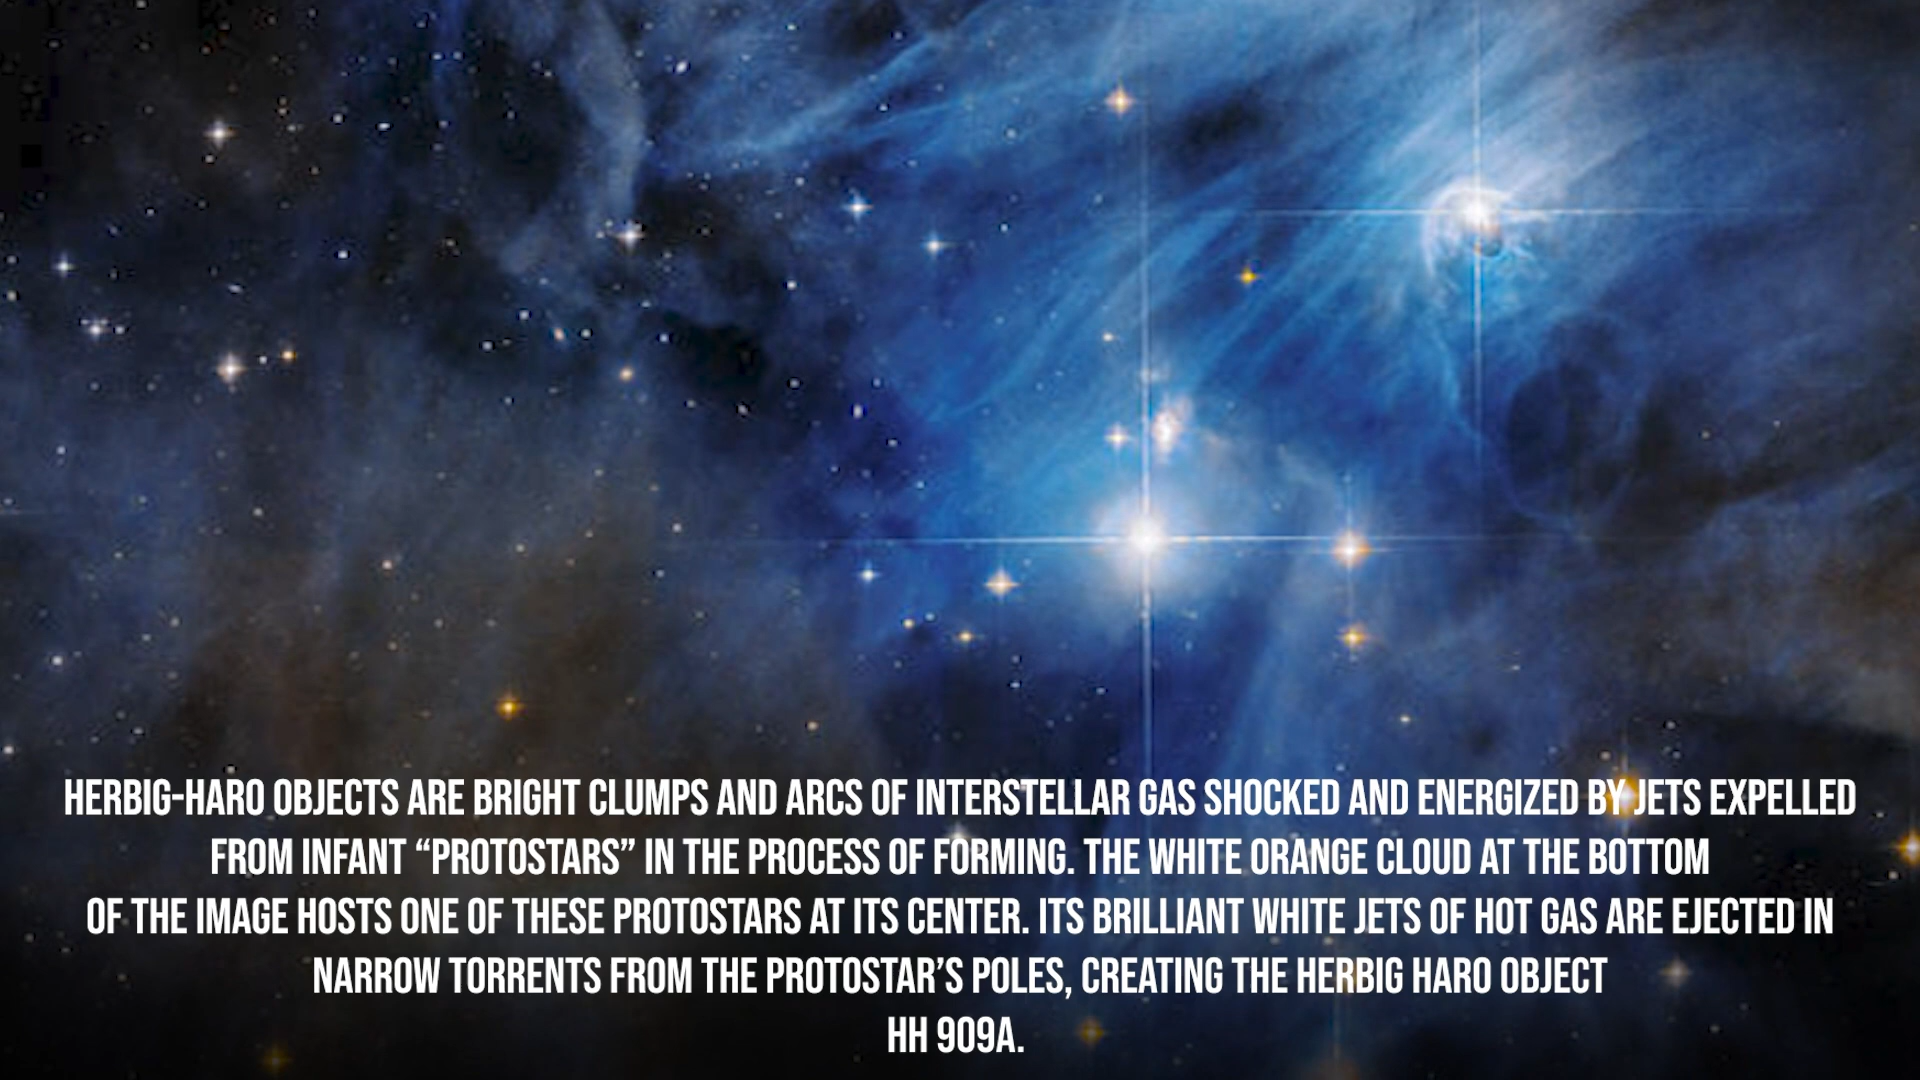 HERBIG-HARO OBJECTS ARE BRIGHT CLUMPS AND ARCS OF INTERSTELLAR GAS SHOCKED AND ENERGIZED BY JETS EXPELLED
FROM INFANT “PROTOSTARS” IN THE PROCESS OF FORMING. THE WHITE ORANGE CLOUD AT THE BOTTOM
OF THE IMAGE HOSTS ONE OF THESE PROTOSTARS AT ITS CENTER. ITS BRILLIANT WHITE JETS OF HOT GAS ARE EJECTED IN
NARROW TORRENTS FROM THE PROTOSTAR’S POLES, CREATING THE HERBIG HARO OBJECT
HH 909A.